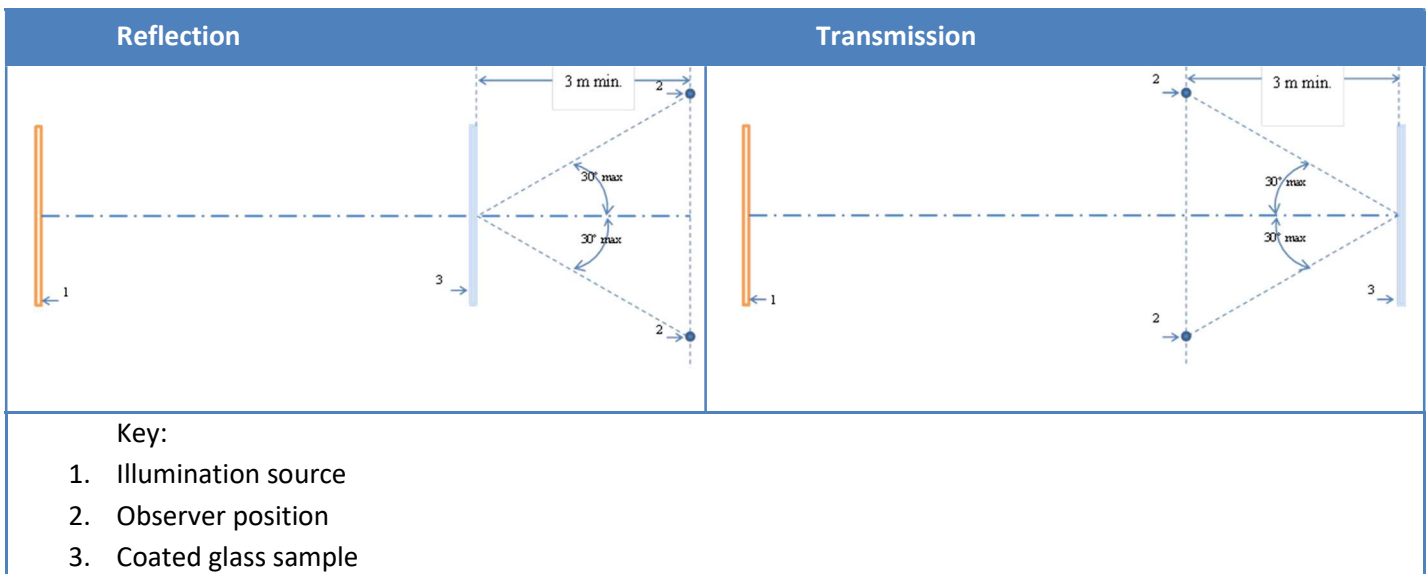 Reflection
Transmission
3 m min.
2
30° max
30° max
1
3
2
2
3 m min.
30° max
30° max
1
2
3
Key:
1. Illumination source
2. Observer position
3. Coated glass sample